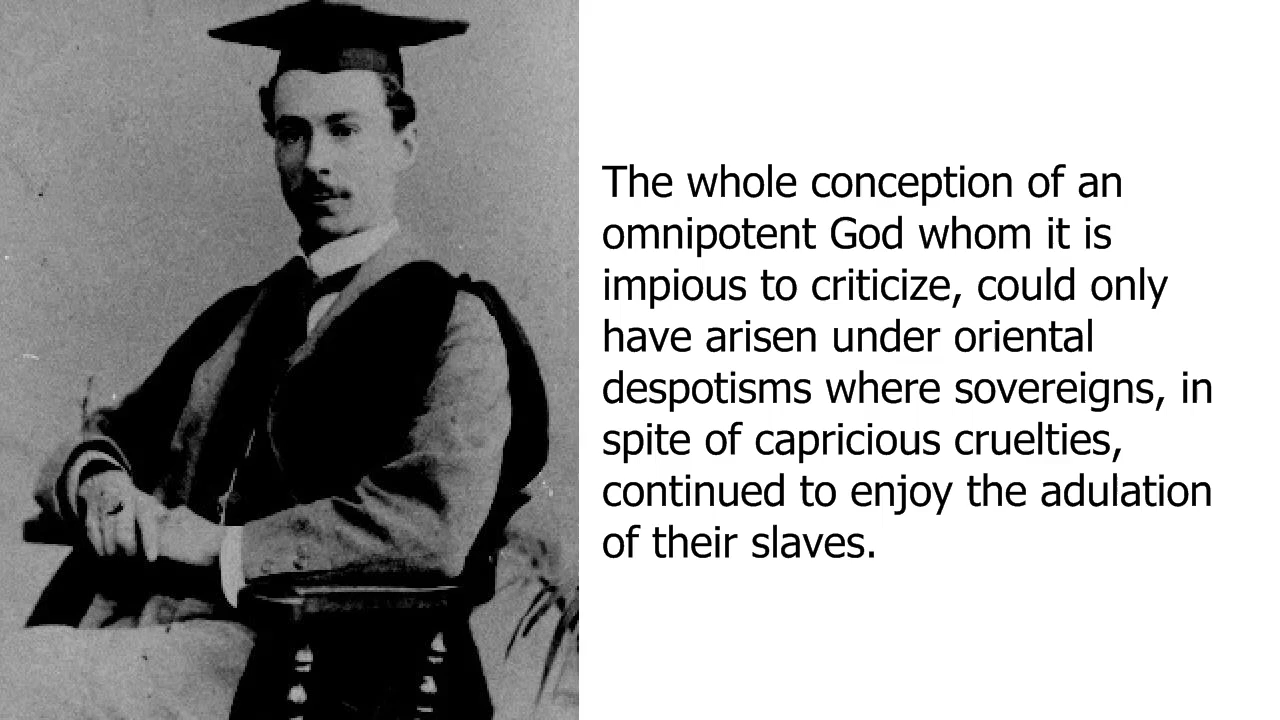 The whole conception of an
omnipotent God whom it is
impious to criticize, could only
have arisen under oriental
despotisms where sovereigns, in
spite of capricious cruelties,
continued to enjoy the adulation
of their slaves.